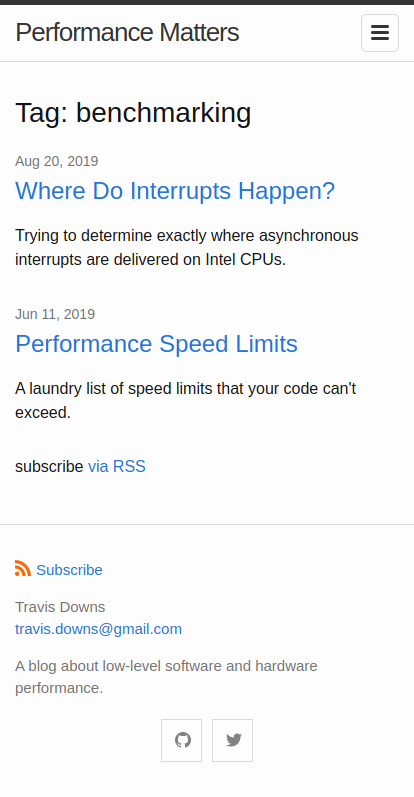 Performance Matters
Tag: benchmarking
Aug 20, 2019
Where Do Interrupts Happen?
Trying to determine exactly where asynchronous
interrupts are delivered on Intel CPUs.
Jun 11, 2019
Performance Speed Limits
A laundry list of speed limits that your code can't
exceed.
subscribe via RSS
Subscribe
Travis Downs
travis.downs@gmail.com
A blog about low-level software and hardware
performance.